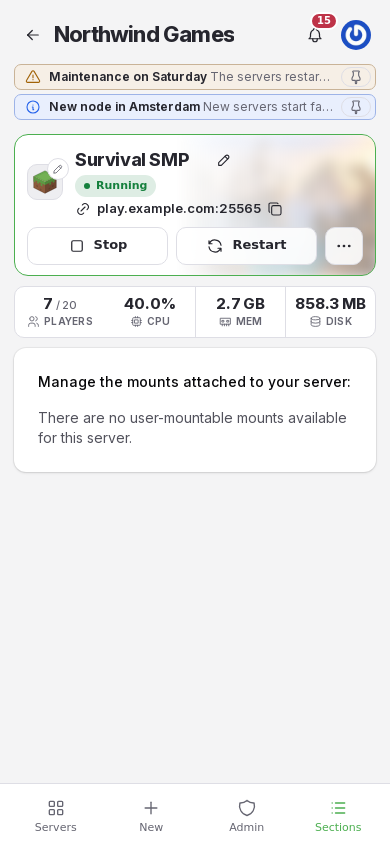 Northwind Games
15
Maintenance on Saturday The servers restar...
New node in Amsterdam New servers start fa...
Survival SMP
Running
play.example.com:25565
Stop
Restart
7 / 20
PLAYERS
40.0%
CPU
2.7 GB
MEM
858.3 MB
DISK
Manage the mounts attached to your server:
There are no user-mountable mounts available
for this server.
Servers
New
Admin
Sections